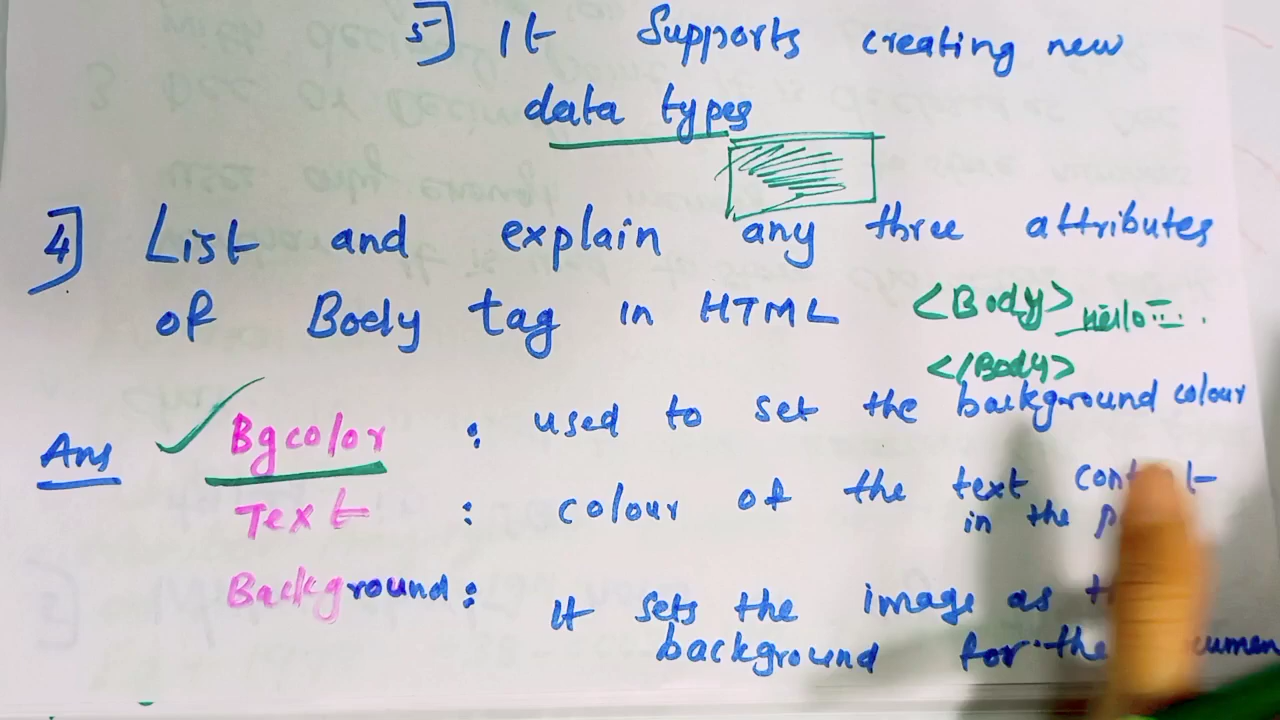 5] It Supports creating new
data types
4] List and explain any three attributes
of Body tag in HTML <Body> Hello
</Body>
Ans Bgcolor : used to set the background colour
Text : colour of the text
in the
Background : It sets the image as
background for the